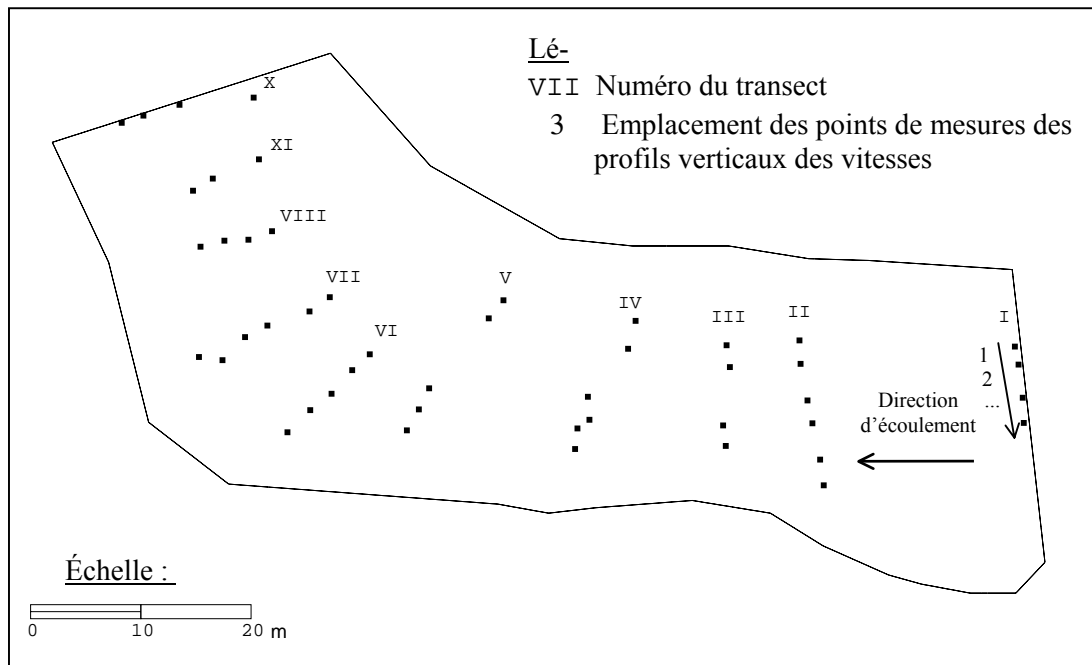 Lé-
VII Numéro du transect
3 Emplacement des points de mesures des
profils verticaux des vitesses
X
XI
VIII
VII
VI
V
IV
III
II
I
1
2
...
Direction
d'écoulement
Échelle :
0 10 20 m